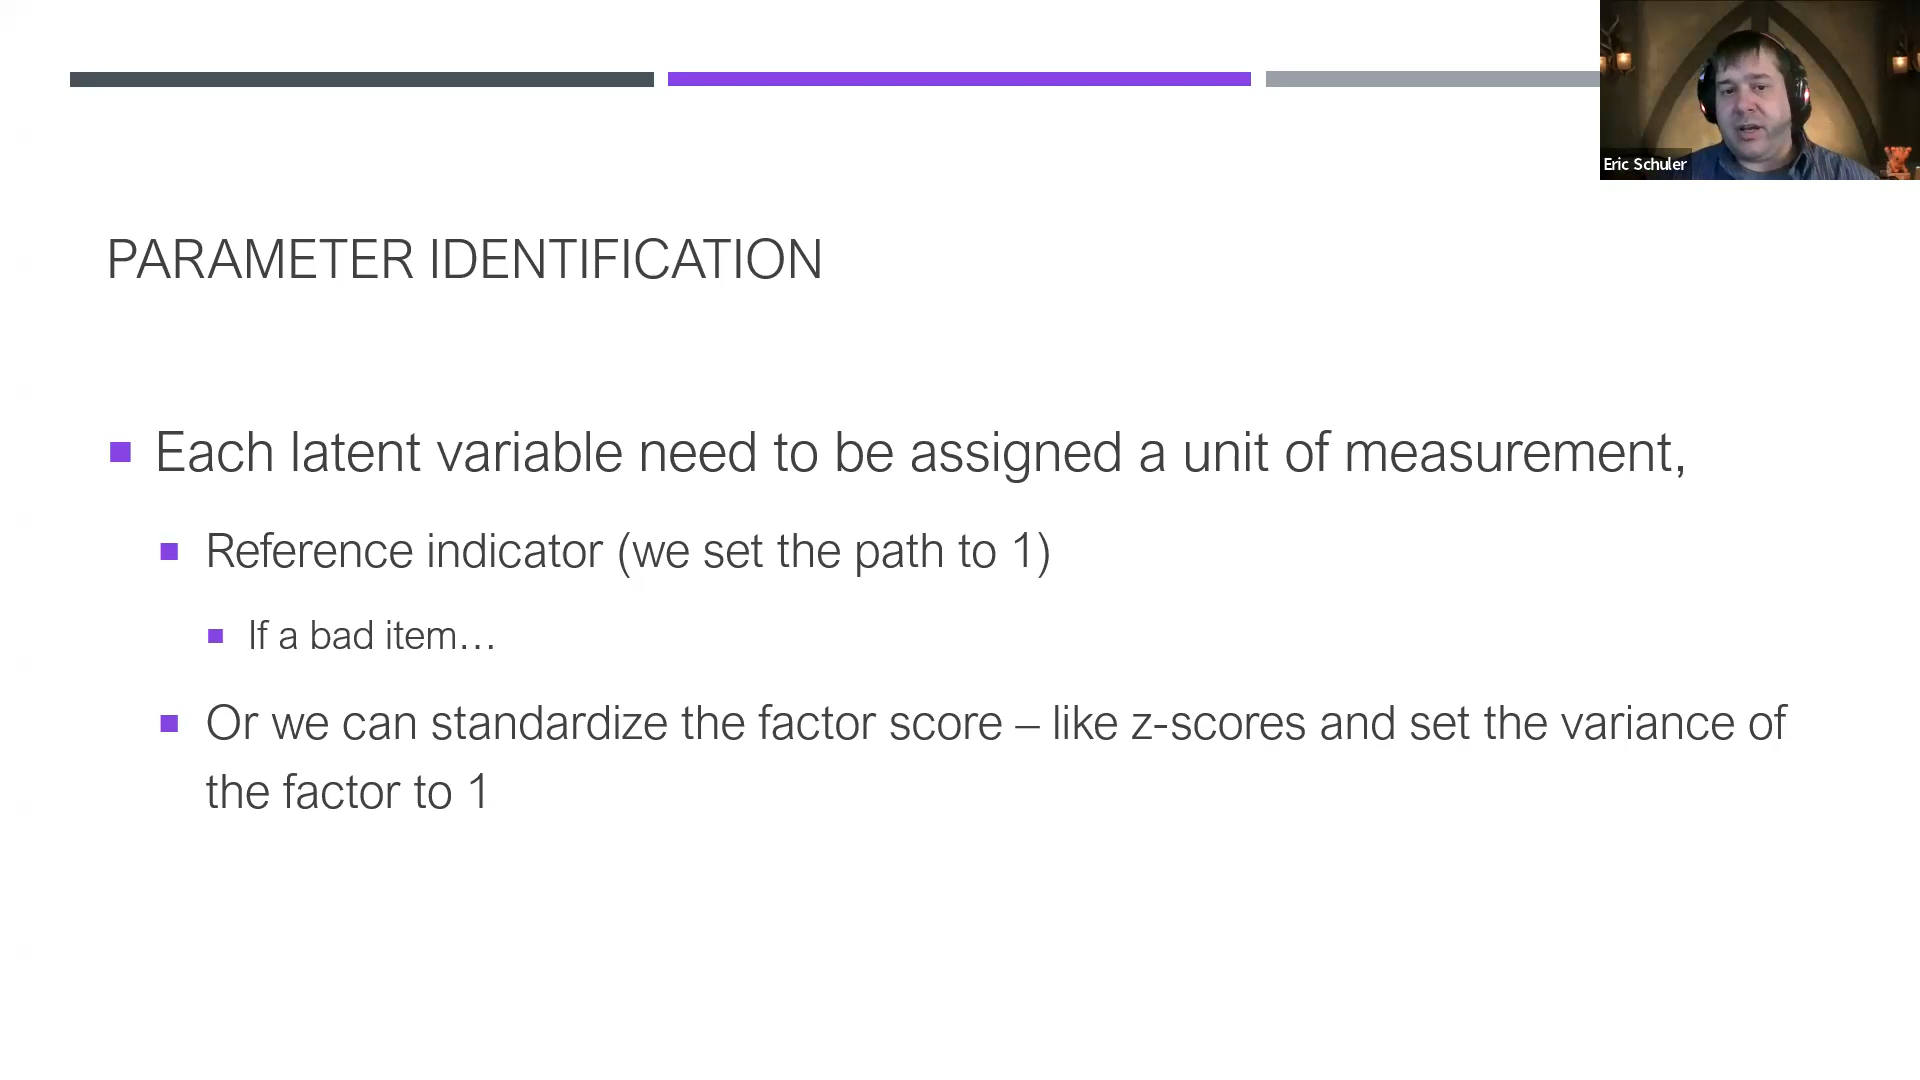 Eric Schuler
PARAMETER IDENTIFICATION
Each latent variable need to be assigned a unit of measurement,
Reference indicator (we set the path to 1)
If a bad item…
Or we can standardize the factor score – like z-scores and set the variance of
the factor to 1